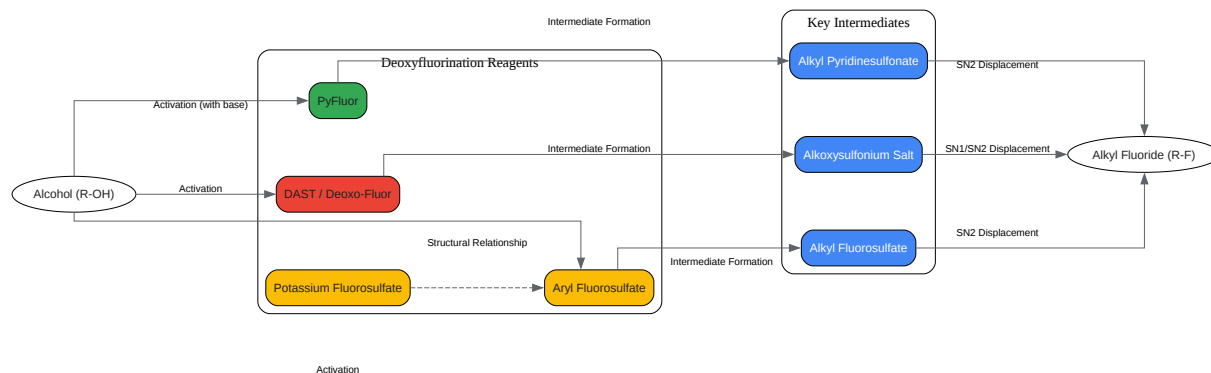 Intermediate Formation
Key Intermediates
Deoxyfluorination Reagents
Alkyl Pyridinesulfonate
SN2 Displacement
PyFluor
Activation (with base)
Intermediate Formation
Alkoxysulfonium Salt
SN1/SN2 Displacement
Alkyl Fluoride (R-F)
Alcohol (R-OH)
Activation
DAST / Deoxo-Fluor
Structural Relationship
Alkyl Fluorosulfate
SN2 Displacement
Intermediate Formation
Potassium Fluorosulfate
Aryl Fluorosulfate
Activation